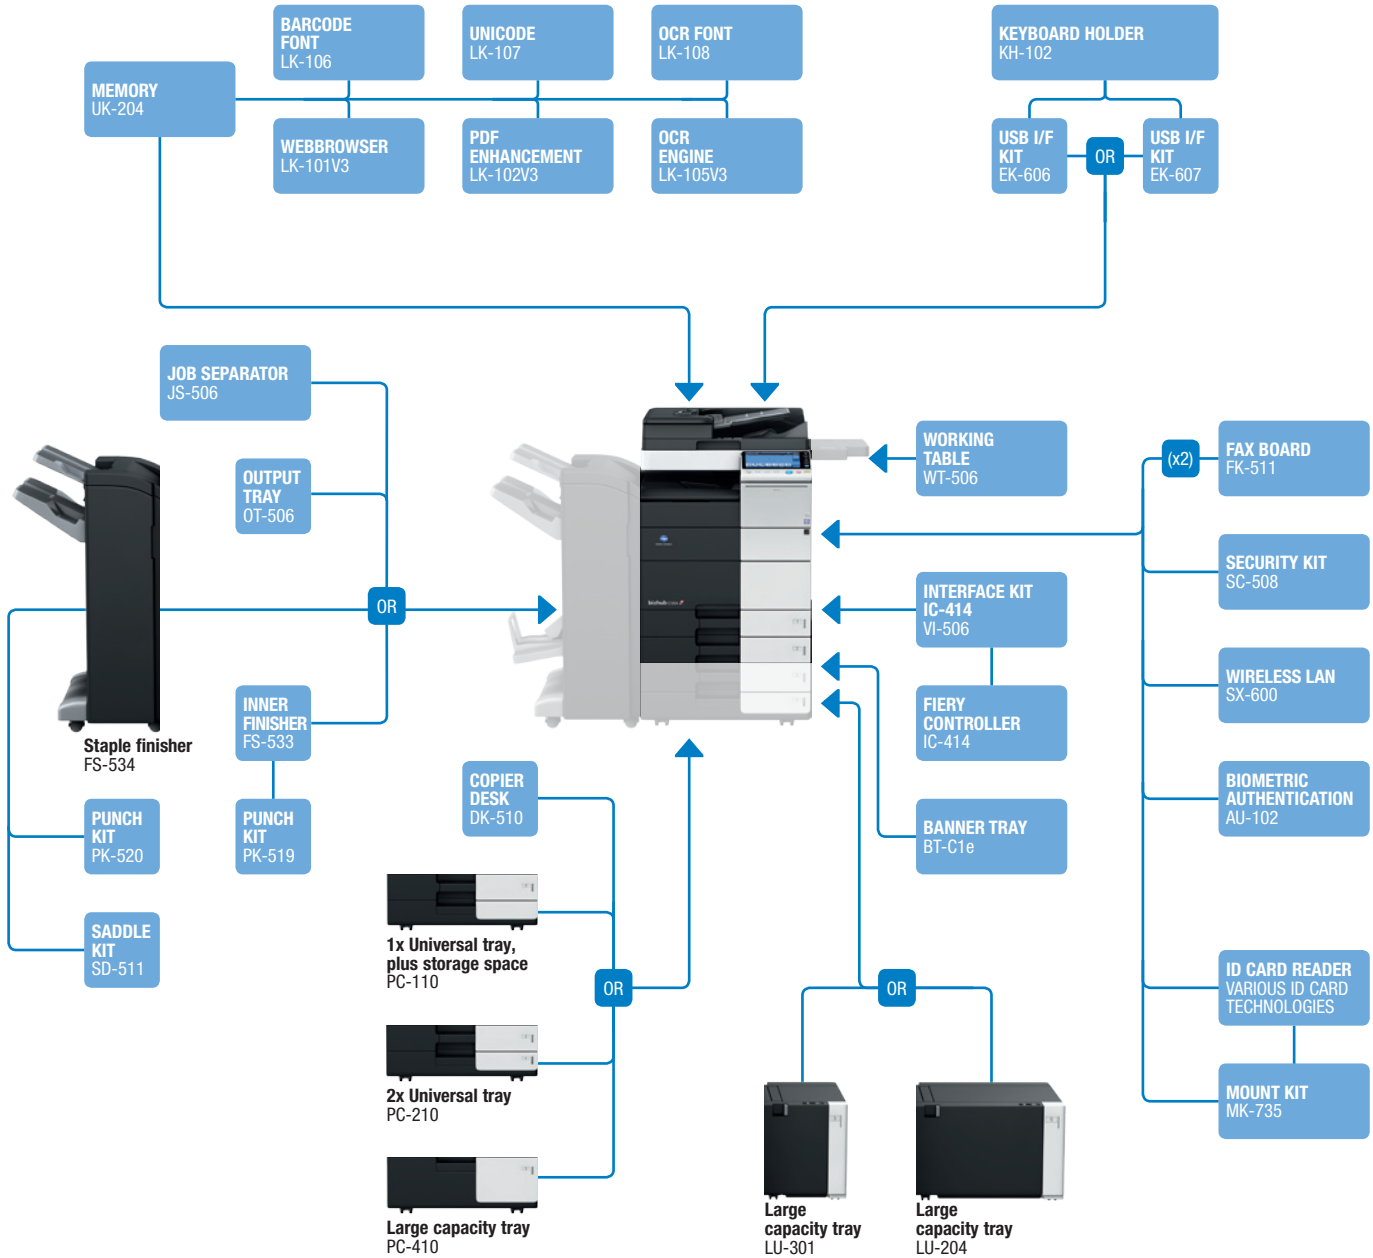 BARCODE
FONT
LK-106
UNICODE
LK-107
OCR FONT
LK-108
KEYBOARD HOLDER
KH-102
MEMORY
UK-204
WEBBROWSER
LK-101V3
PDF
ENHANCEMENT
LK-102V3
OCR
ENGINE
LK-105V3
USB I/F
KIT
EK-606
OR
USB I/F
KIT
EK-607
JOB SEPARATOR
JS-506
OUTPUT
TRAY
OT-506
WORKING
TABLE
WT-506
(x2)
FAX BOARD
FK-511
SECURITY KIT
SC-508
OR
bizhub
INTERFACE KIT
IC-414
VI-506
WIRELESS LAN
SX-600
INNER
FINISHER
FS-533
FIERY
CONTROLLER
IC-414
Staple finisher
FS-534
COPIER
DESK
DK-510
BIOMETRIC
AUTHENTICATION
AU-102
PUNCH
KIT
PK-520
PUNCH
KIT
PK-519
BANNER TRAY
BT-C1e
SADDLE
KIT
SD-511
1x Universal tray,
plus storage space
PC-110
OR
OR
ID CARD READER
VARIOUS ID CARD
TECHNOLOGIES
2x Universal tray
PC-210
MOUNT KIT
MK-735
Large capacity tray
PC-410
Large
capacity tray
LU-301
Large
capacity tray
LU-204